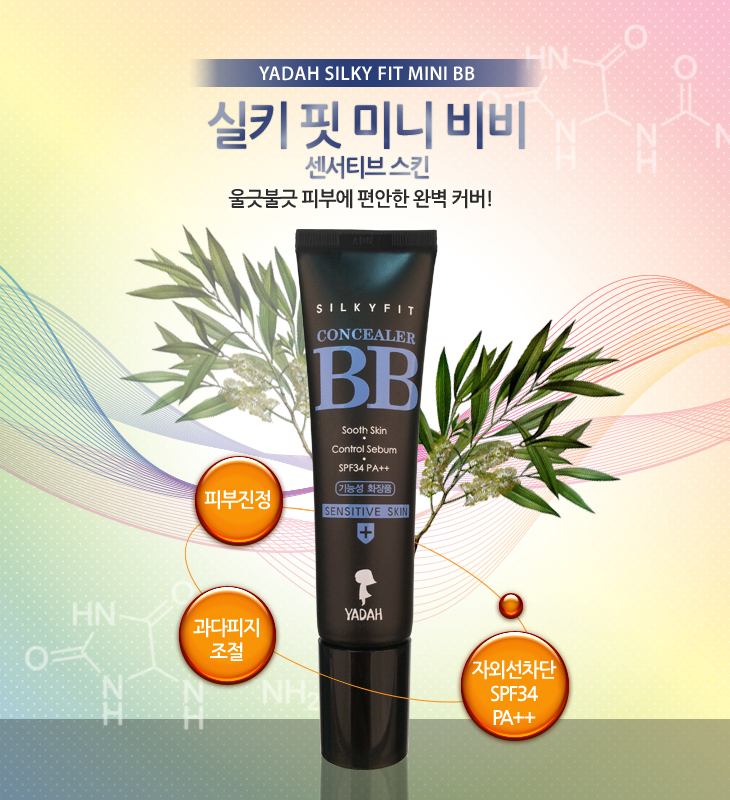 YADAH SILKY FIT MINI BB
실키 핏 미니 비비
센서티브 스킨
울긋불긋 피부에 편안한 완벽 커버!
SILKYFIT
CONCEALER
BB
Sooth Skin
•
Control Sebum
•
SPF34 PA++
기능성 화장품
SENSITIVE SKIN
YADAH
피부진정
과다피지
조절
자외선차단
SPF34
PA++
HN
O
O
N
H
N
H
N
H
HN
O
O
N
H
N
H
NH₂